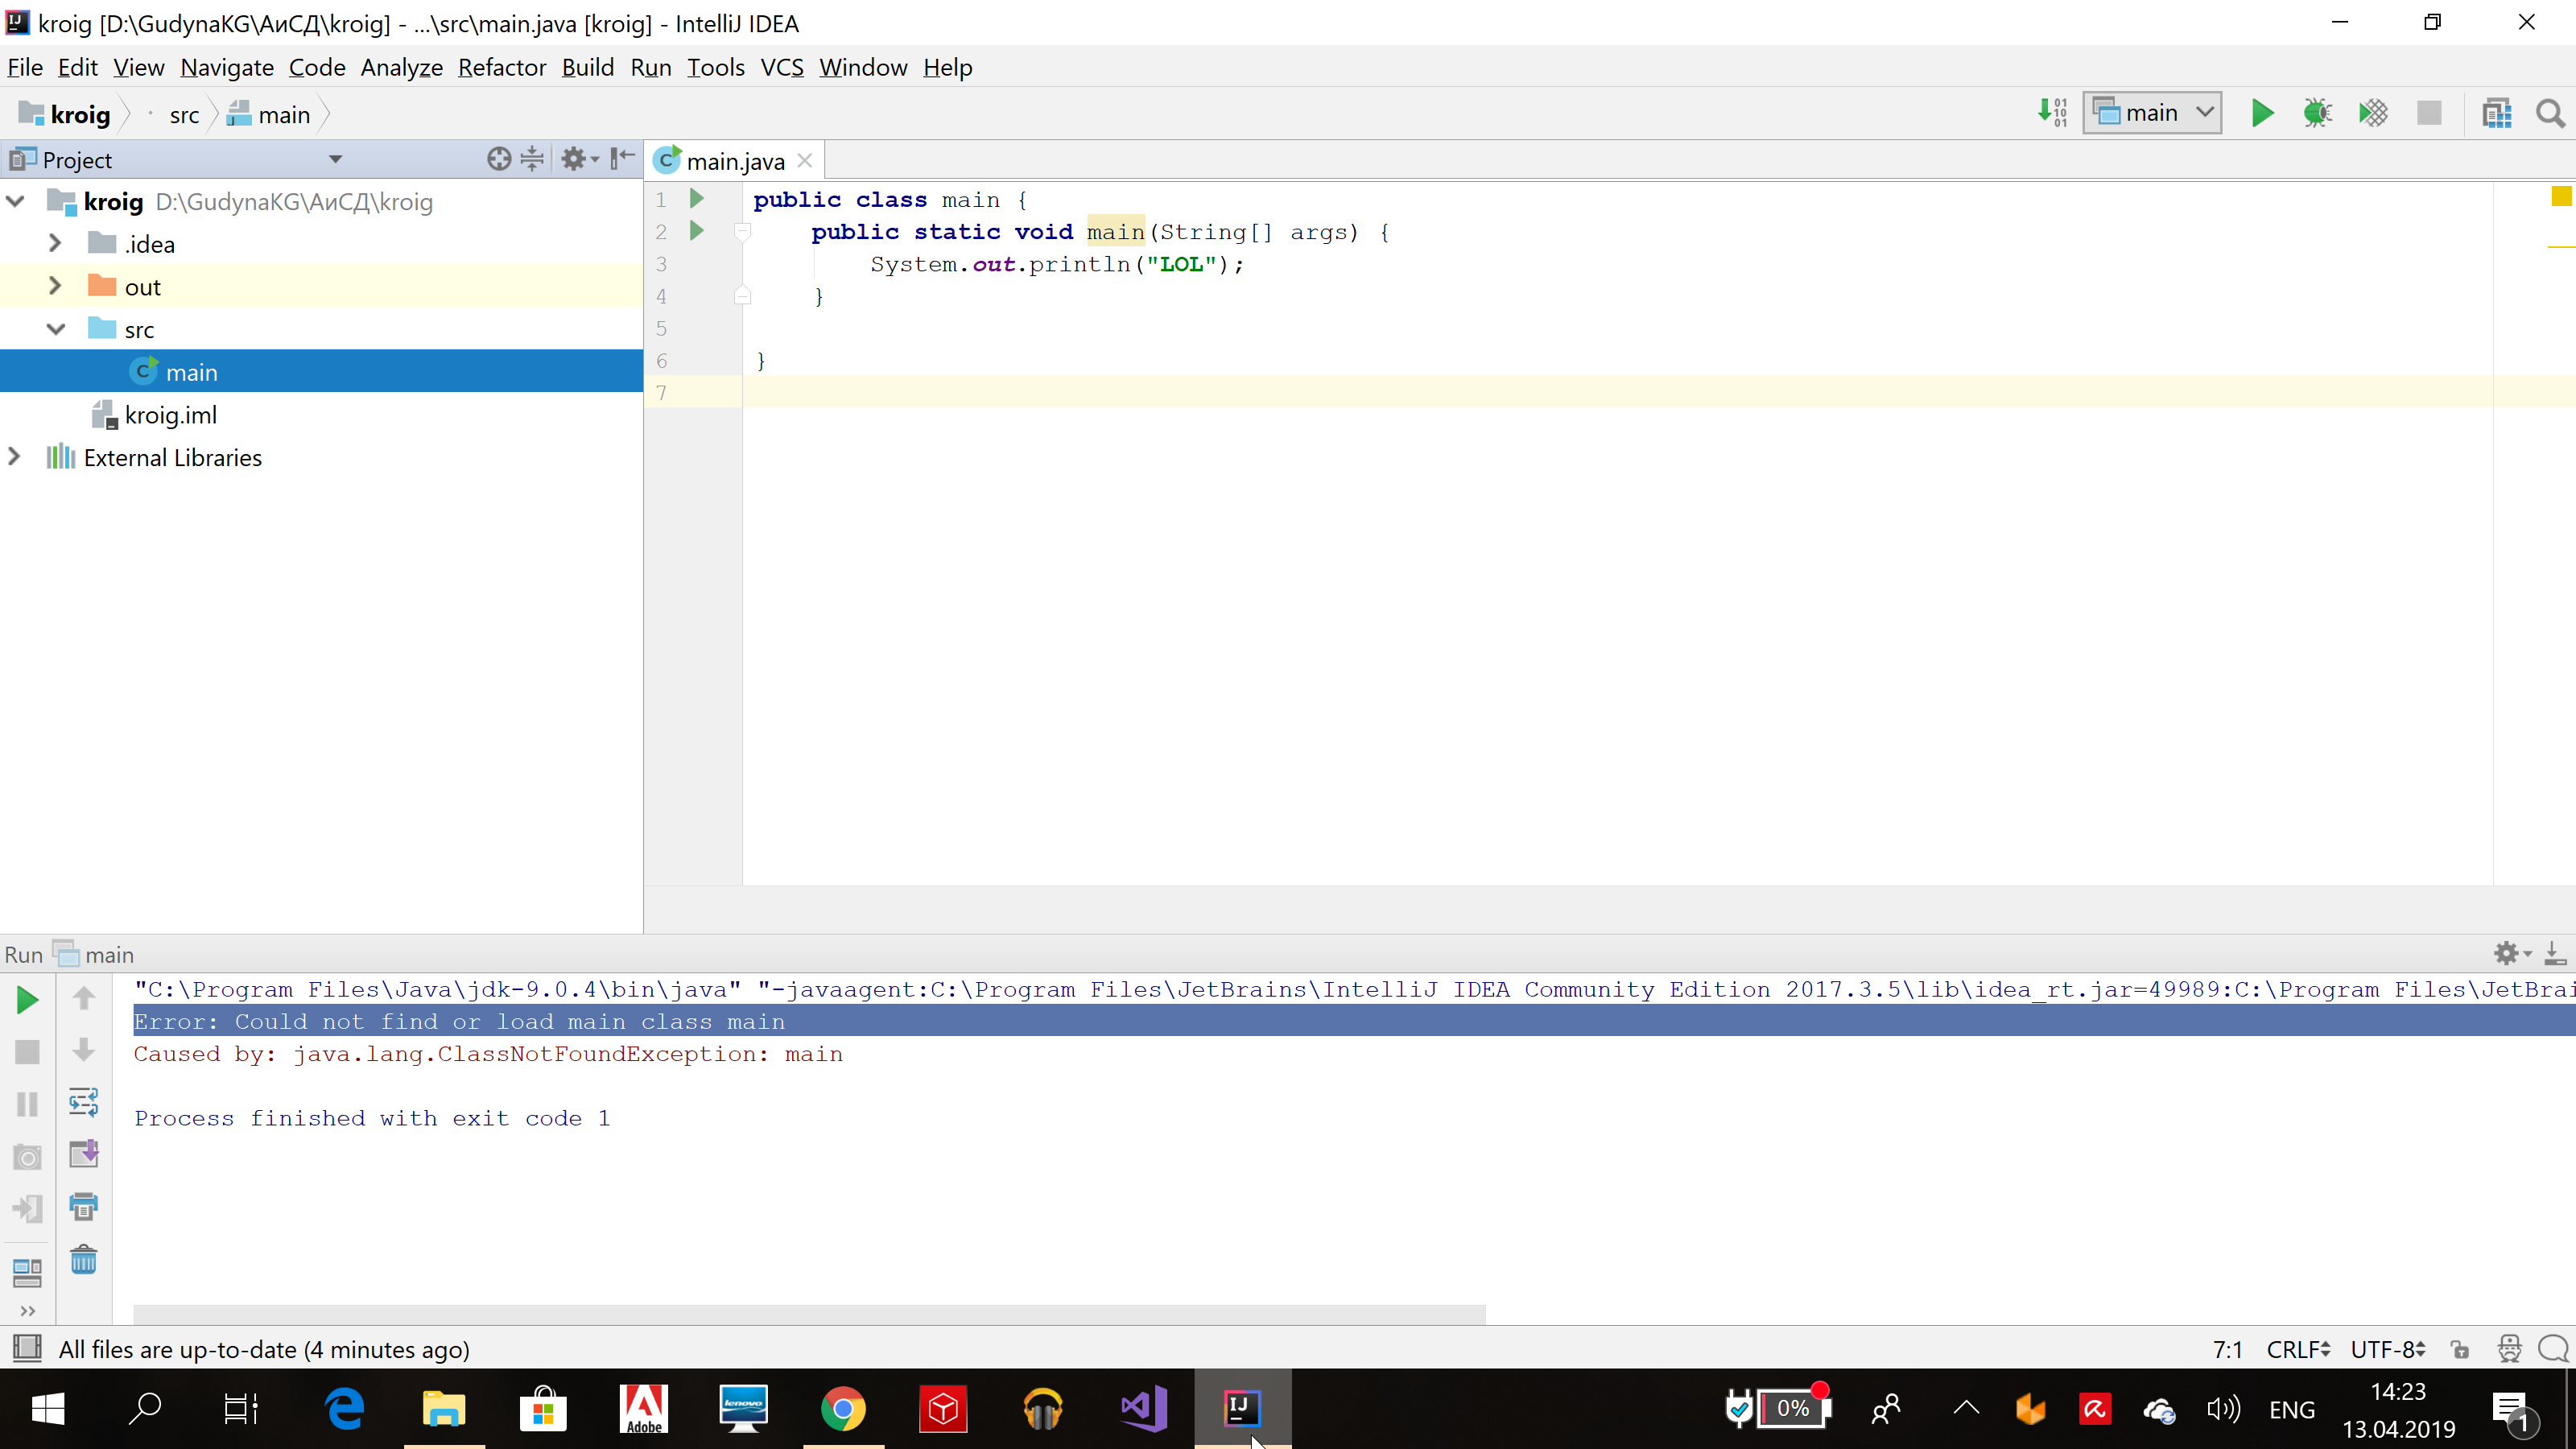 kroig [D:\GudynaKG\АиСД\kroig] - ...\src\main.java [kroig] - IntelliJ IDEA
File Edit View Navigate Code Analyze Refactor Build Run Tools VCS Window Help
kroig src main
main
Project
main.java
kroig D:\GudynaKG\АиСД\kroig
.idea
out
src
main
kroig.iml
External Libraries
1 public class main {
2 public static void main(String[] args) {
3 System.out.println("LOL");
4 }
5
6 }
7
Run main
"C:\Program Files\Java\jdk-9.0.4\bin\java" "-javaagent:C:\Program Files\JetBrains\IntelliJ IDEA Community Edition 2017.3.5\lib\idea_rt.jar=49989:C:\Program Files\JetBrai
Error: Could not find or load main class main
Caused by: java.lang.ClassNotFoundException: main
Process finished with exit code 1
All files are up-to-date (4 minutes ago)
7:1 CRLF UTF-8
Adobe
lenovo
IJ
0%
ENG
14:23
13.04.2019
1